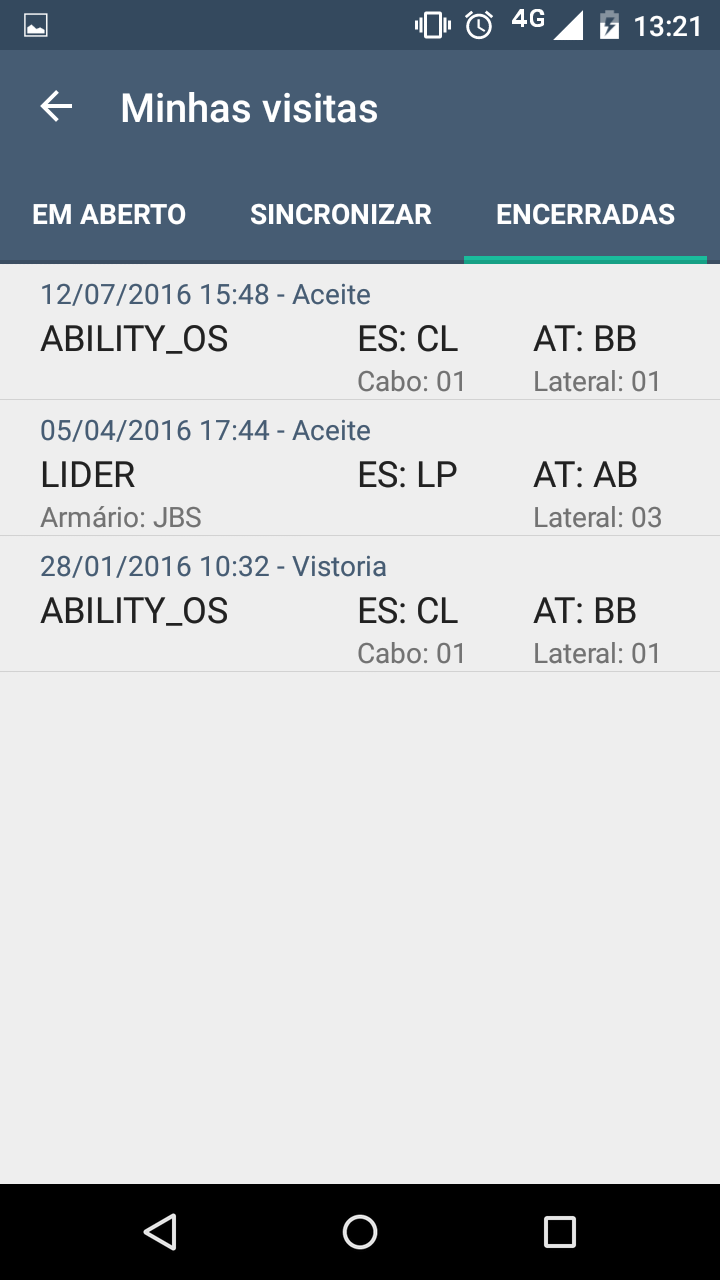 4G 13:21
Minhas visitas
EM ABERTO SINCRONIZAR ENCERRADAS
12/07/2016 15:48 - Aceite
ABILITY_OS ES: CL AT: BB
Cabo: 01 Lateral: 01
05/04/2016 17:44 - Aceite
LIDER ES: LP AT: AB
Armário: JBS Lateral: 03
28/01/2016 10:32 - Vistoria
ABILITY_OS ES: CL AT: BB
Cabo: 01 Lateral: 01